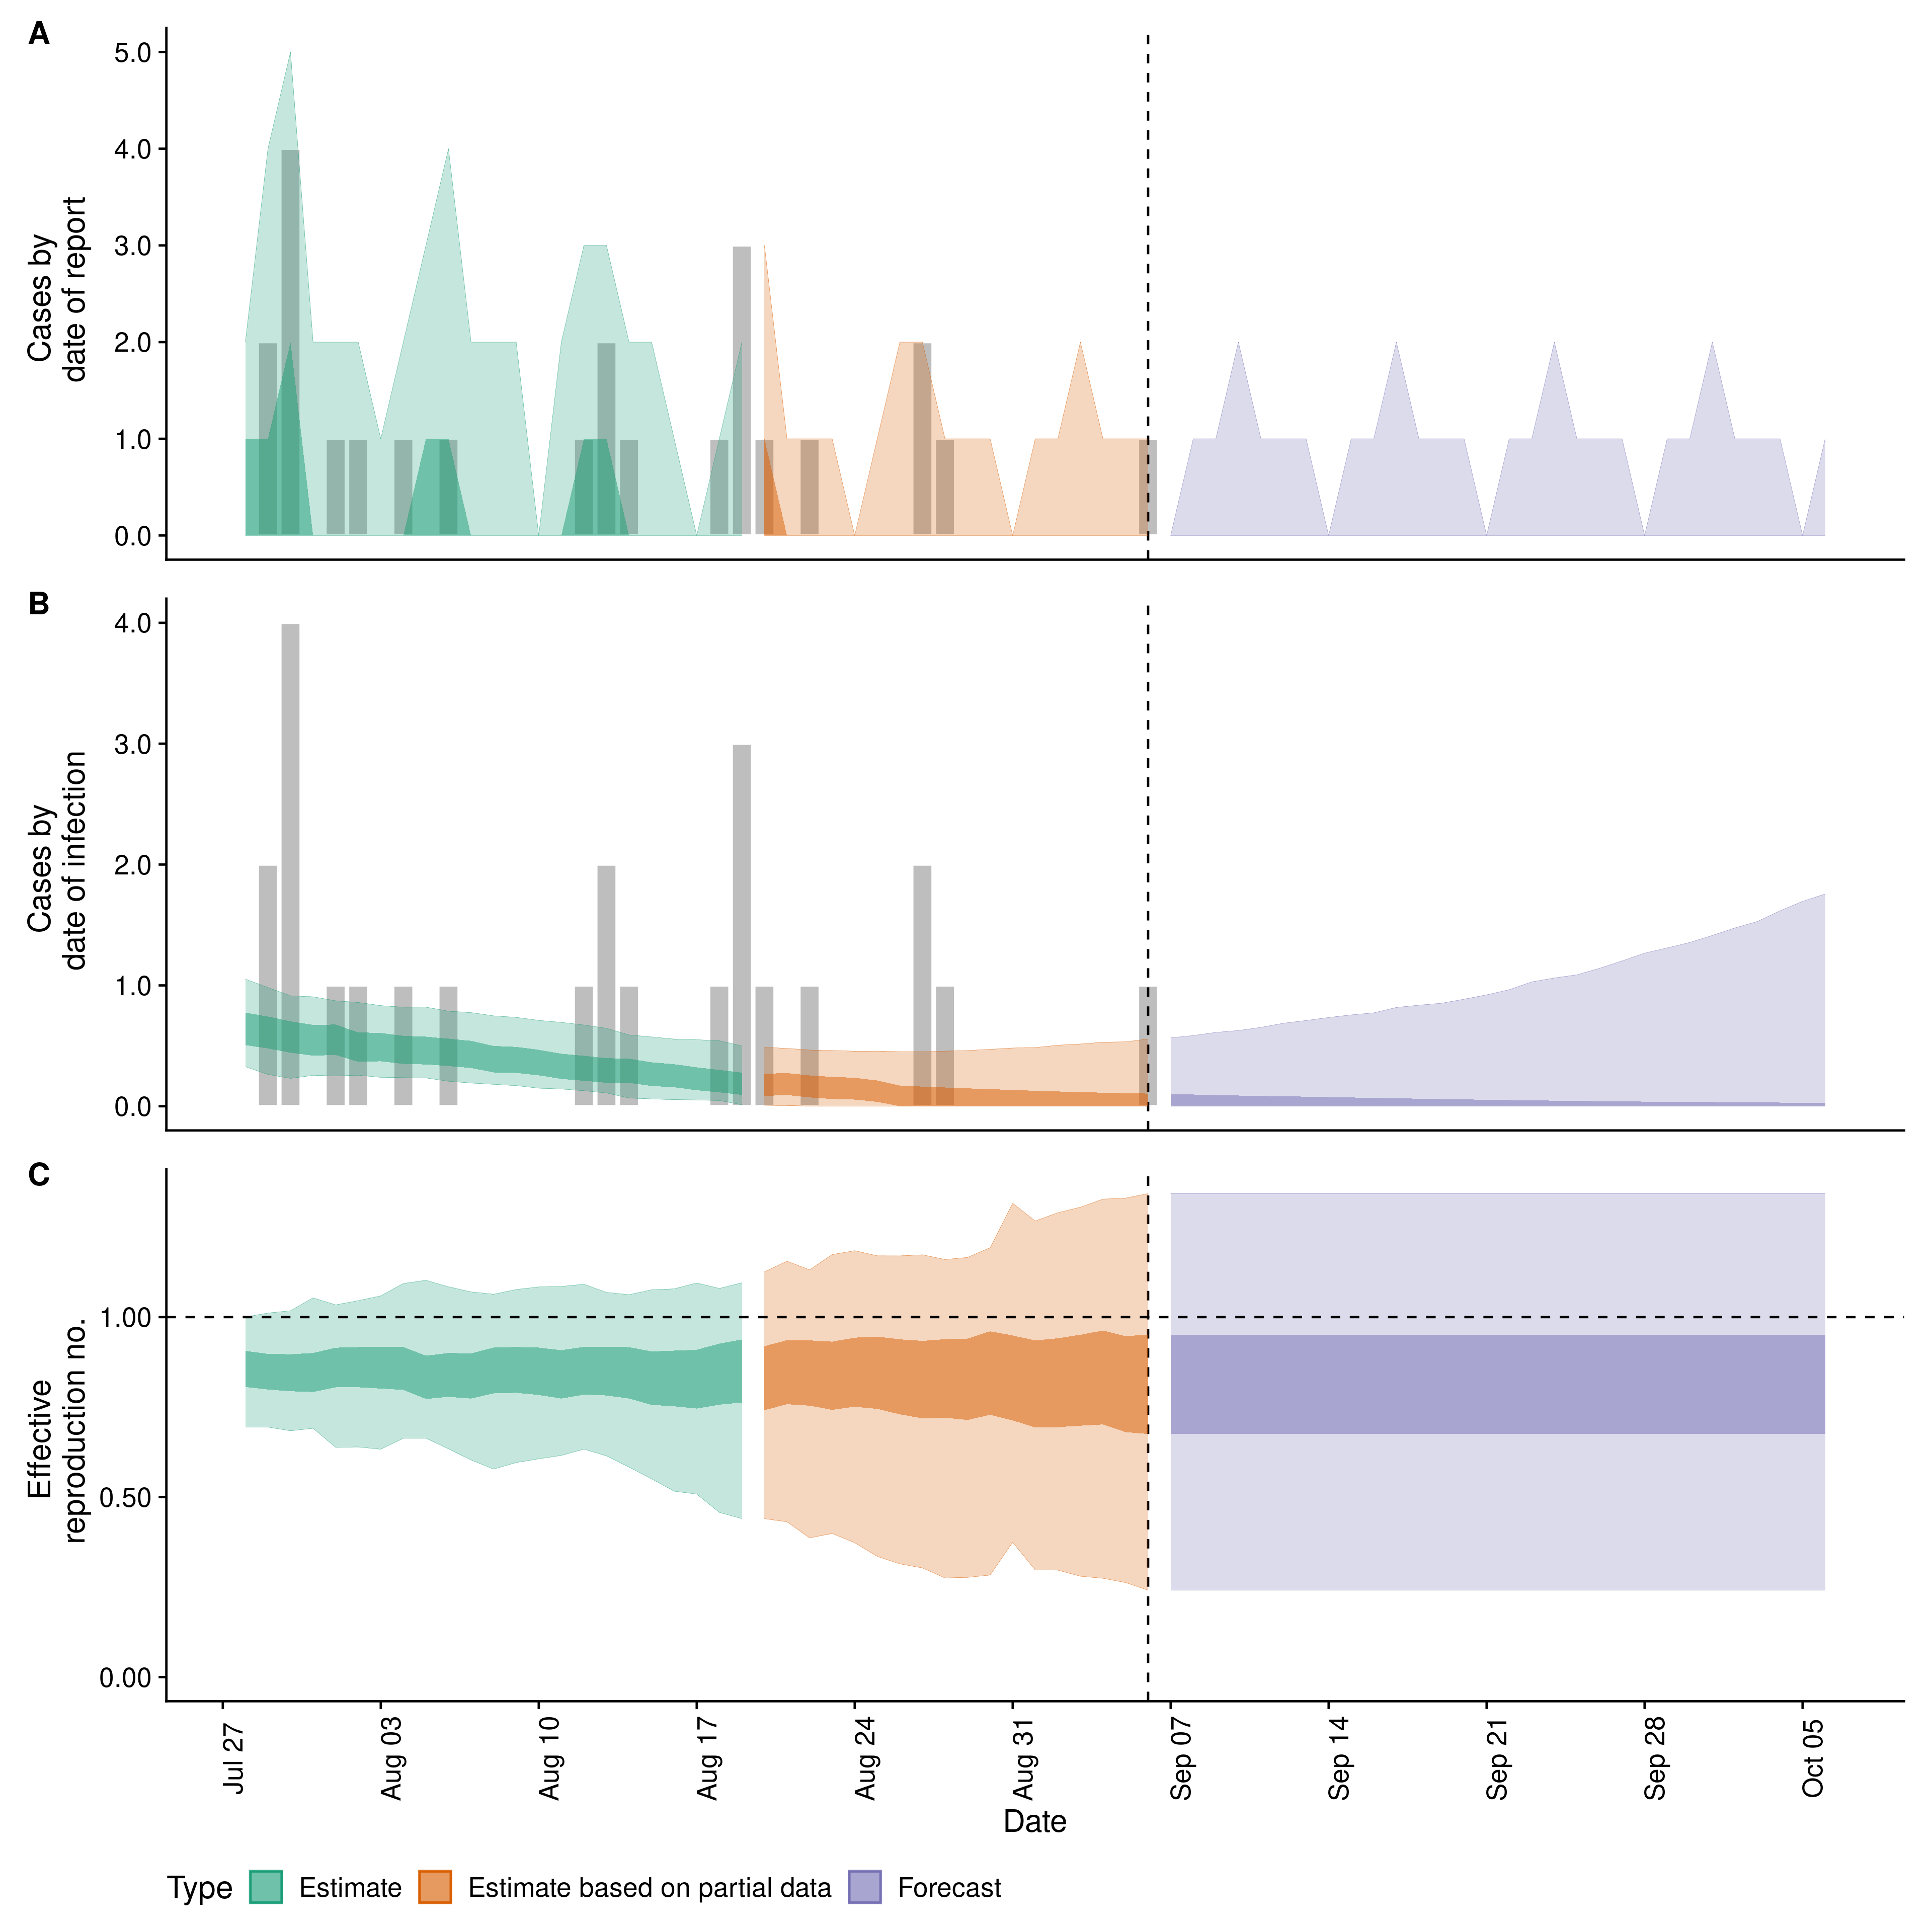 A
Cases by
date of report
5.0
4.0
3.0
2.0
1.0
0.0
B
Cases by
date of infection
4.0
3.0
2.0
1.0
0.0
C
Effective
reproduction no.
1.00
0.50
0.00
Jul 27
Aug 03
Aug 10
Aug 17
Aug 24
Aug 31
Sep 07
Sep 14
Sep 21
Sep 28
Oct 05
Date
Type Estimate Estimate based on partial data Forecast